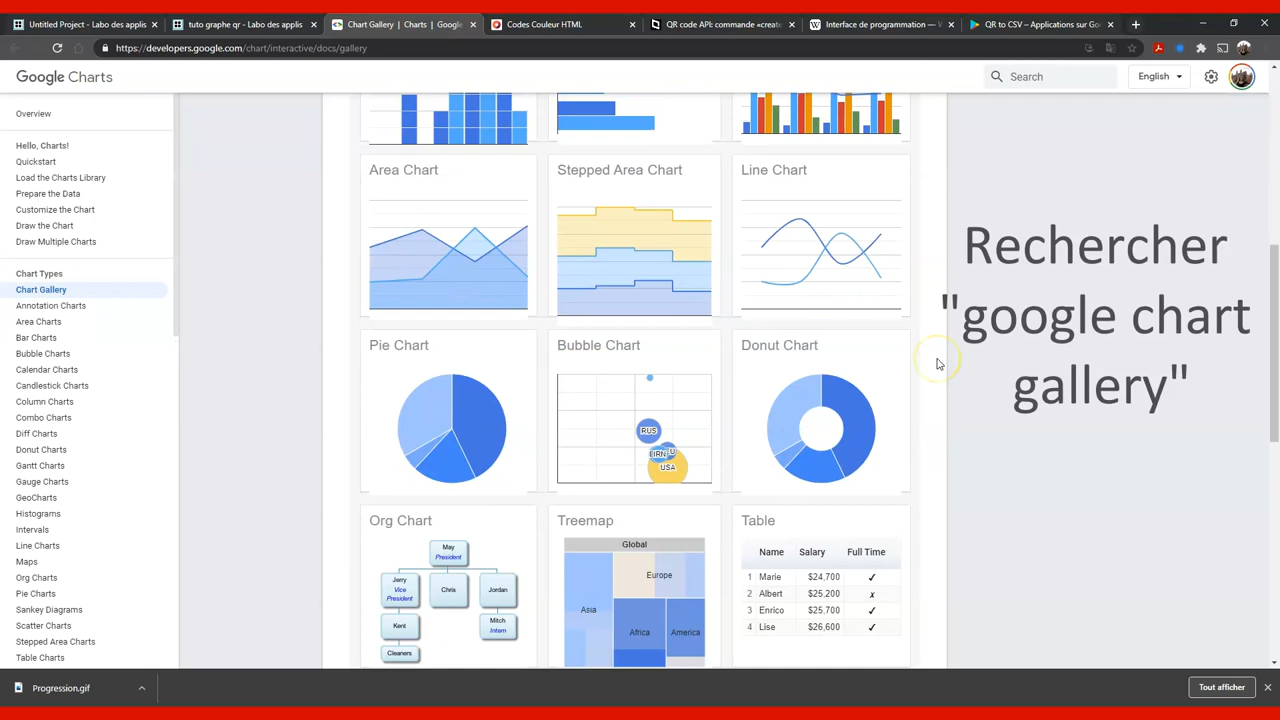 Untitled Project - Labo des applis
tuto graphe qr - Labo des applis
Chart Gallery | Charts | Google
Codes Couleur HTML
QR code API: commande «create
Interface de programmation —
QR to CSV – Applications sur Go
https://developers.google.com/chart/interactive/docs/gallery
Google Charts
Search
English
Overview
Hello, Charts!
Quickstart
Load the Charts Library
Prepare the Data
Customize the Chart
Draw the Chart
Draw Multiple Charts
Chart Types
Chart Gallery
Annotation Charts
Area Charts
Bar Charts
Bubble Charts
Calendar Charts
Candlestick Charts
Column Charts
Combo Charts
Diff Charts
Donut Charts
Gantt Charts
Gauge Charts
GeoCharts
Histograms
Intervals
Line Charts
Maps
Org Charts
Pie Charts
Sankey Diagrams
Scatter Charts
Stepped Area Charts
Table Charts
Area Chart
Stepped Area Chart
Line Chart
Pie Chart
Bubble Chart
Donut Chart
RUS
IRN
USA
Org Chart
Treemap
Table
May
President
Jerry
Vice
President
Chris
Jordan
Kent
Mitch
Intern
Cleaners
Global
Asia
Europe
Africa
America
Name Salary Full Time
1 Marie $24,700 ✓
2 Albert $25,200 x
3 Enrico $25,700 ✓
4 Lise $26,600 ✓
Rechercher
"google chart
gallery"
Progression.gif
Tout afficher